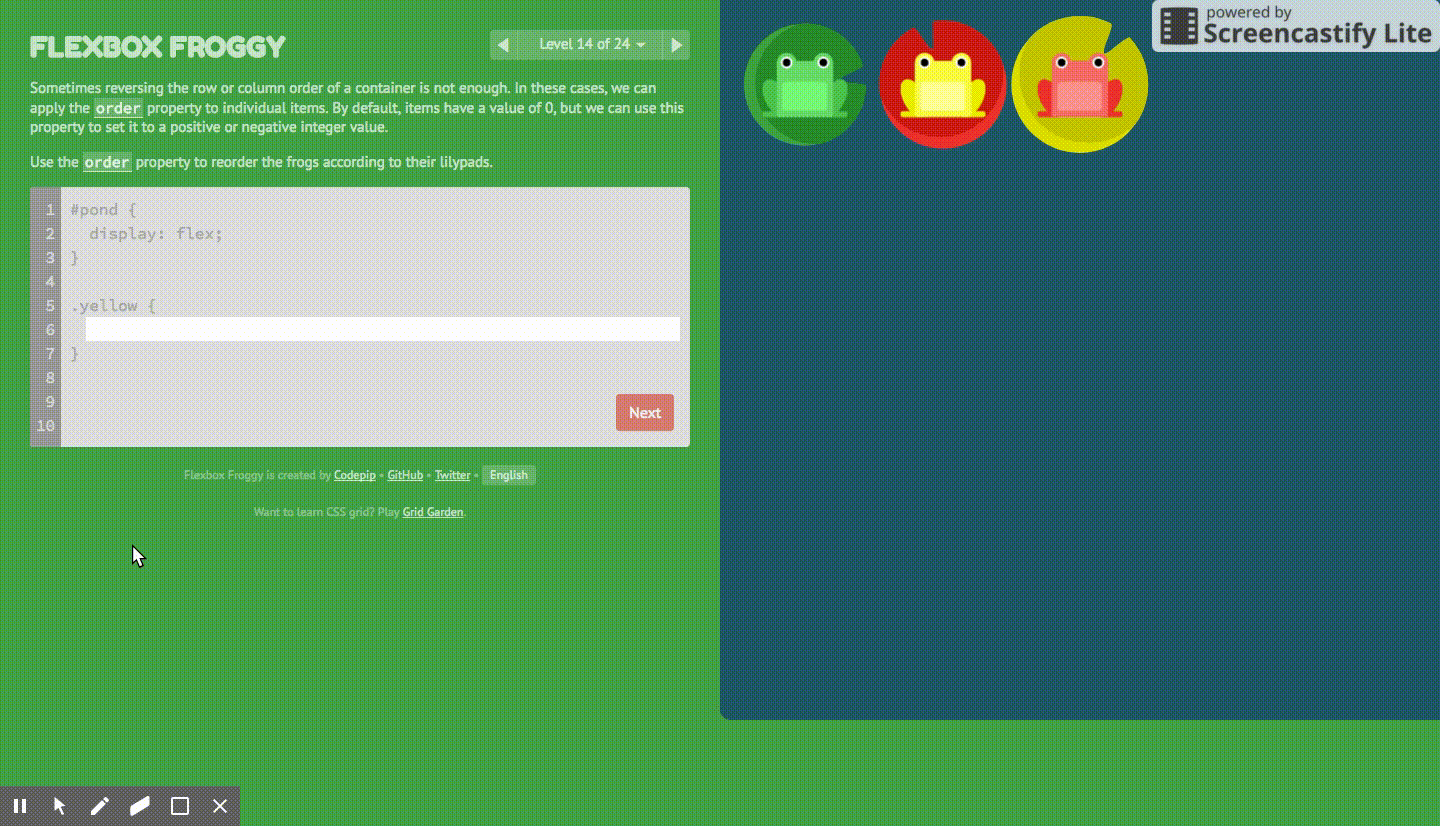 FLEXBOX FROGGY
Level 14 of 24
Sometimes reversing the row or column order of a container is not enough. In these cases, we can
apply the order property to individual items. By default, items have a value of 0, but we can use this
property to set it to a positive or negative integer value.
Use the order property to reorder the frogs according to their lilypads.
1 #pond {
2 display: flex;
3 }
4
5 .yellow {
6
7 }
8
9
10
Next
Flexbox Froggy is created by Codepip • GitHub • Twitter • English
Want to learn CSS grid? Play Grid Garden.
powered by
Screencastify Lite